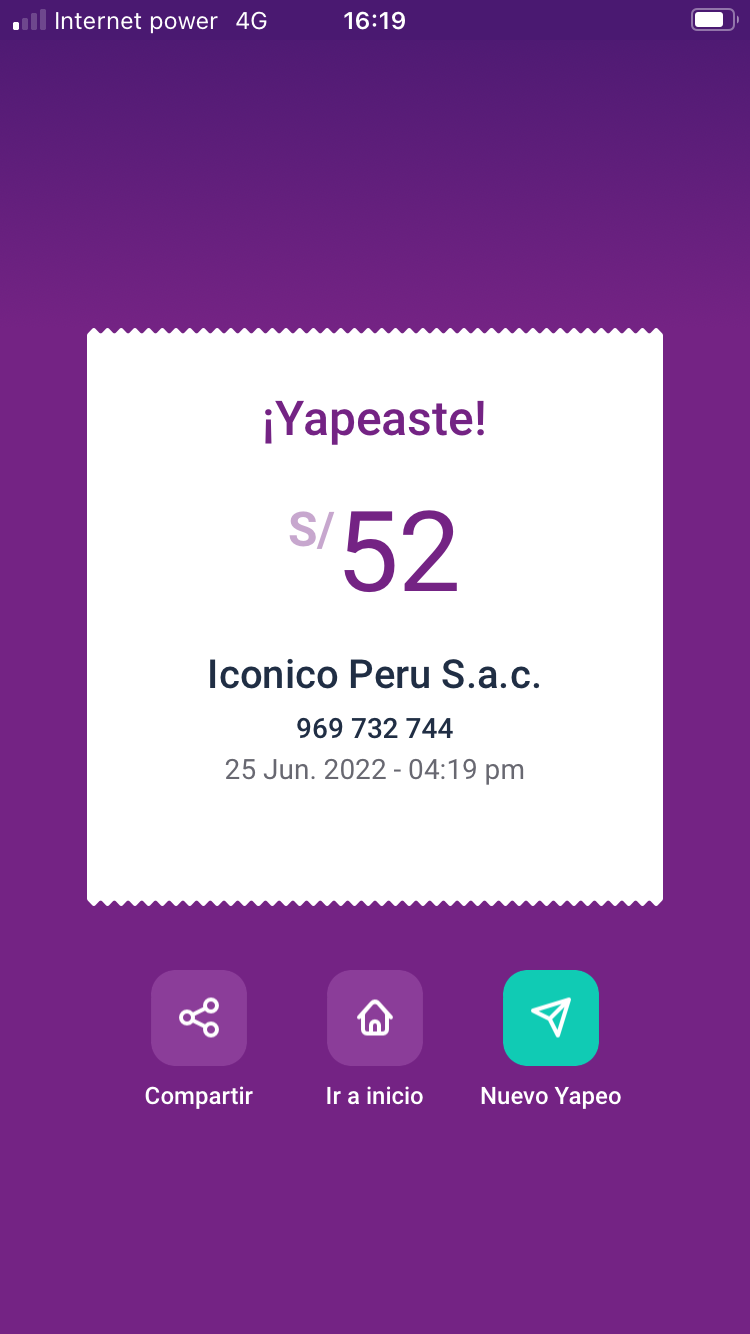 Internet power 4G 16:19
¡Yapeaste!
S/ 52
Iconico Peru S.a.c.
969 732 744
25 Jun. 2022 - 04:19 pm
Compartir Ir a inicio Nuevo Yapeo